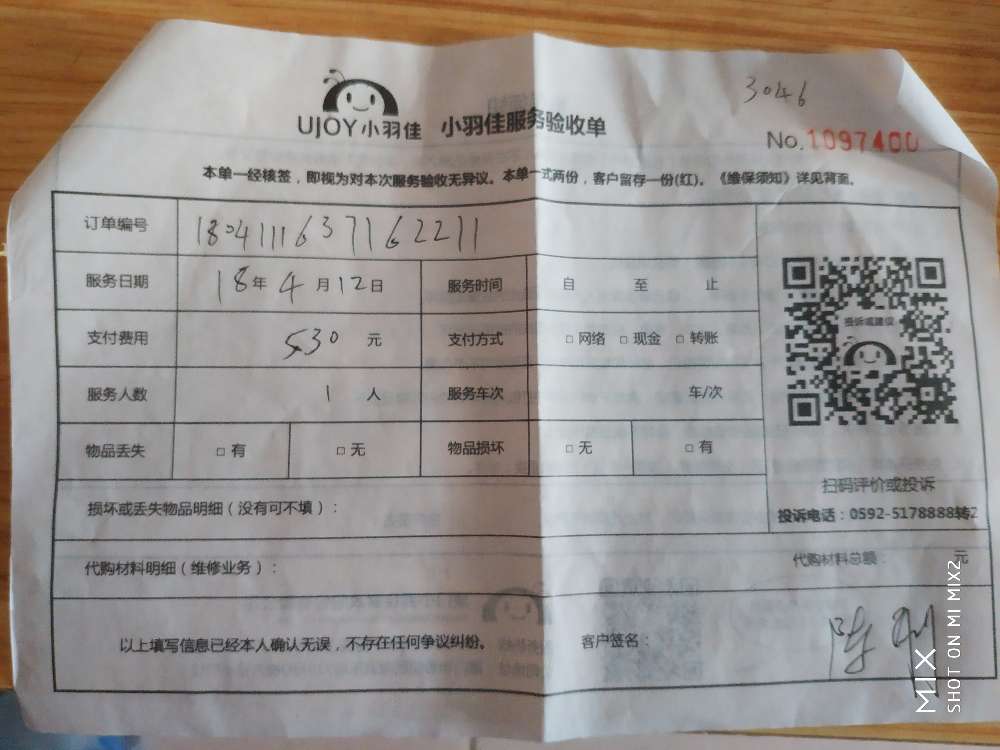 3046
UJOY小羽佳 小羽佳服务验收单
No.1097400
本单一经核签，即视为对本次服务验收无异议。本单一式两份，客户留存一份(红)。《维保须知》详见背面。
订单编号 1804111637162211
服务日期 18年4月12日 服务时间 自 至 止
投诉或建议
支付费用 530 元 支付方式 □网络 □现金 □转账
服务人数 1 人 服务车次 车/次
物品丢失 □有 □无 物品损坏 □无 □有
扫码评价或投诉
损坏或丢失物品明细（没有可不填）：
投诉电话：0592-5178888转2
代购材料明细（维修业务）： 代购材料总额： 元
以上填写信息已经本人确认无误，不存在任何争议纠纷。 客户签名：
MIX
SHOT ON MI MIX2